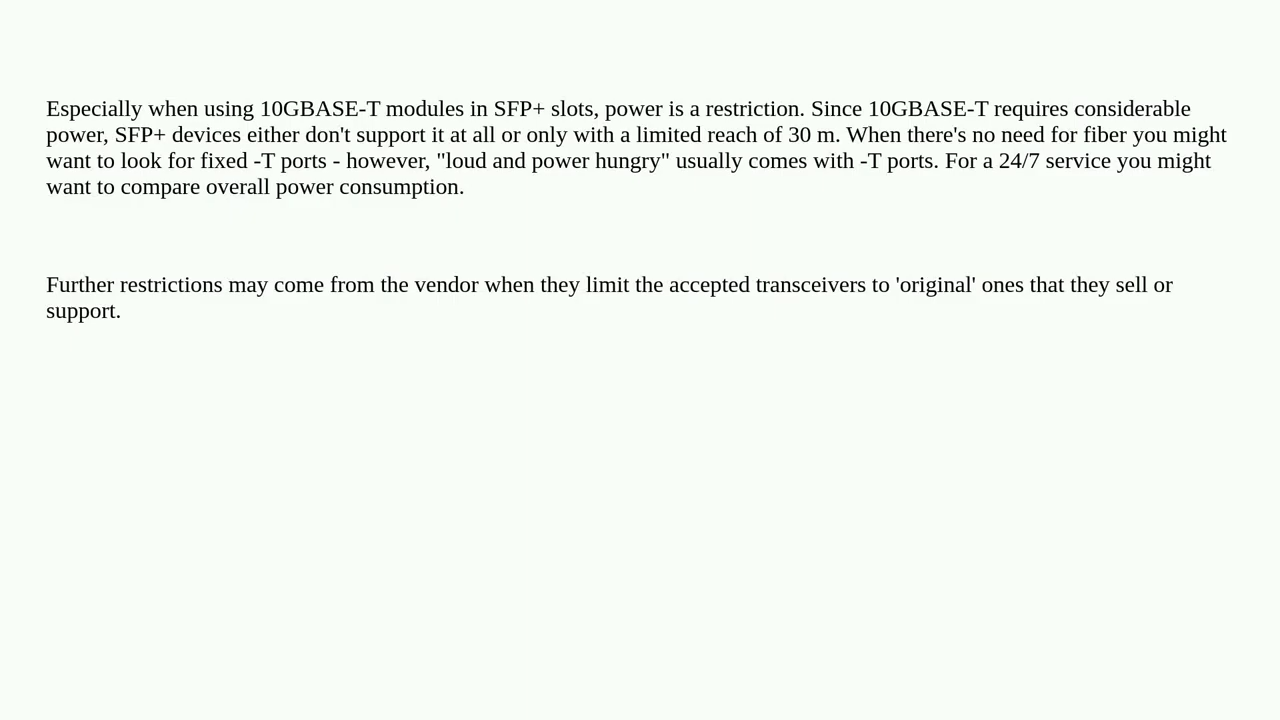 Especially when using 10GBASE-T modules in SFP+ slots, power is a restriction. Since 10GBASE-T requires considerable
power, SFP+ devices either don't support it at all or only with a limited reach of 30 m. When there's no need for fiber you might
want to look for fixed -T ports - however, "loud and power hungry" usually comes with -T ports. For a 24/7 service you might
want to compare overall power consumption.
Further restrictions may come from the vendor when they limit the accepted transceivers to 'original' ones that they sell or
support.